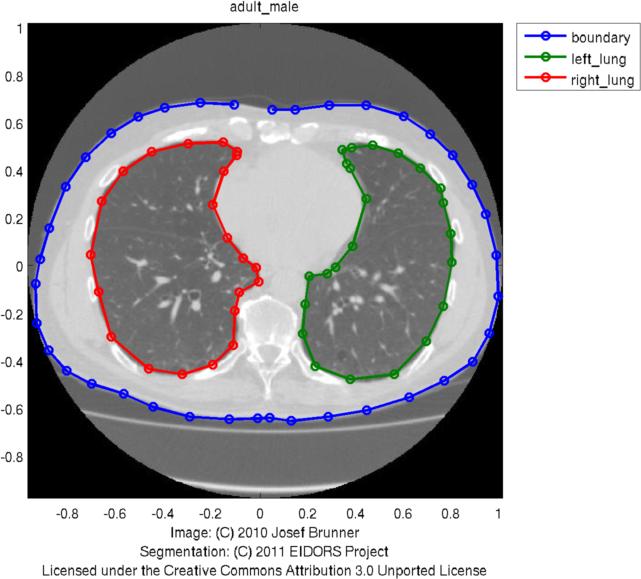 adult_male
boundary
left_lung
right_lung
1
0.8
0.6
0.4
0.2
0
-0.2
-0.4
-0.6
-0.8
-0.8 -0.6 -0.4 -0.2 0 0.2 0.4 0.6 0.8 1
Image: (C) 2010 Josef Brunner
Segmentation: (C) 2011 EIDORS Project
Licensed under the Creative Commons Attribution 3.0 Unported License